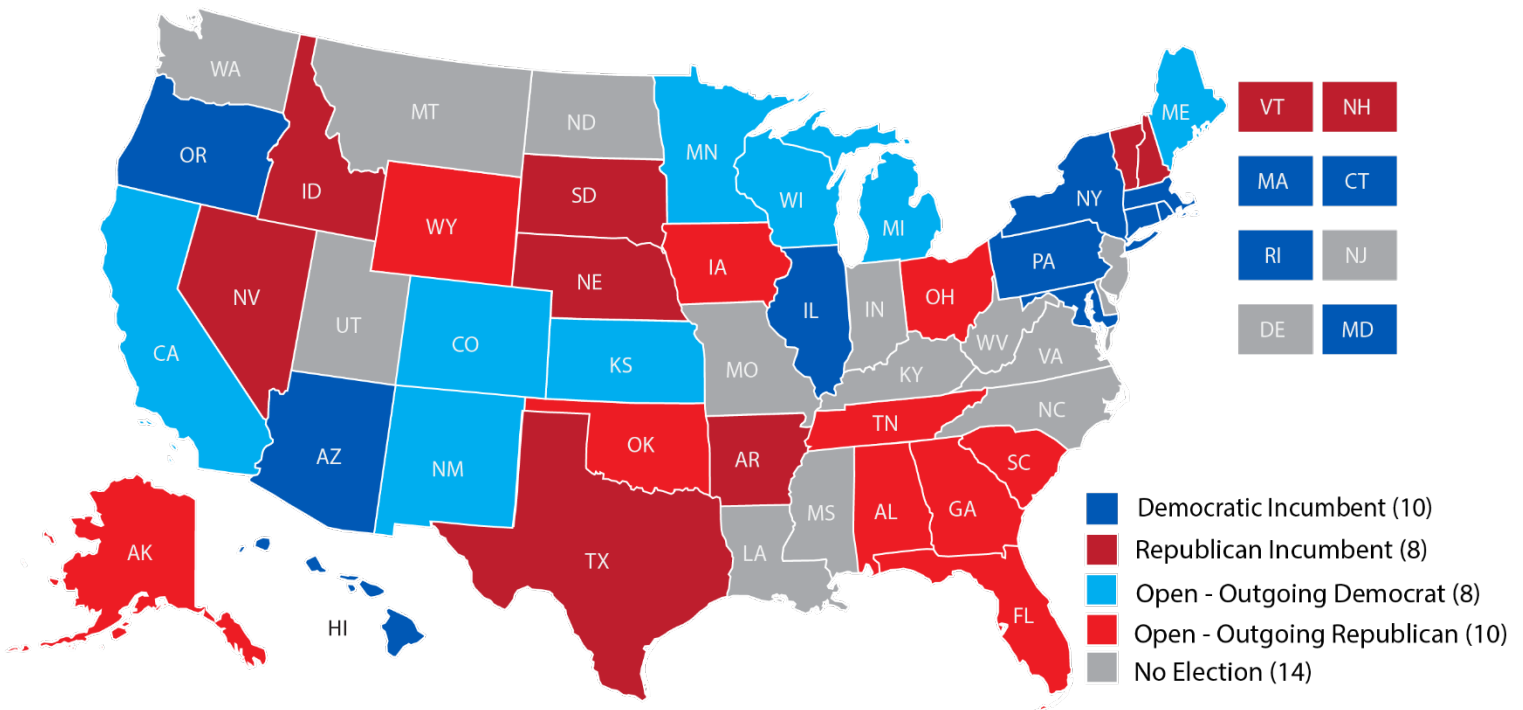 WA
MT
ND
MN
ME
VT NH
OR
ID
SD
WI
MI
NY
MA CT
WY
IA
NE
PA
RI NJ
NV
UT
CO
IL
IN
OH
WV
VA
DE MD
CA
KS
MO
KY
NC
TN
AZ
NM
OK
AR
SC
MS
AL
GA
Democratic Incumbent (10)
AK
TX
LA
Republican Incumbent (8)
Open - Outgoing Democrat (8)
HI
FL
Open - Outgoing Republican (10)
No Election (14)